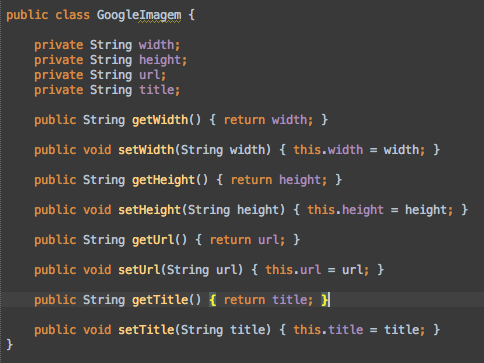 public class GoogleImagem {
private String width;
private String height;
private String url;
private String title;
public String getWidth() { return width; }
public void setWidth(String width) { this.width = width; }
public String getHeight() { return height; }
public void setHeight(String height) { this.height = height; }
public String getUrl() { return url; }
public void setUrl(String url) { this.url = url; }
public String getTitle() { return title; }
public void setTitle(String title) { this.title = title; }
}